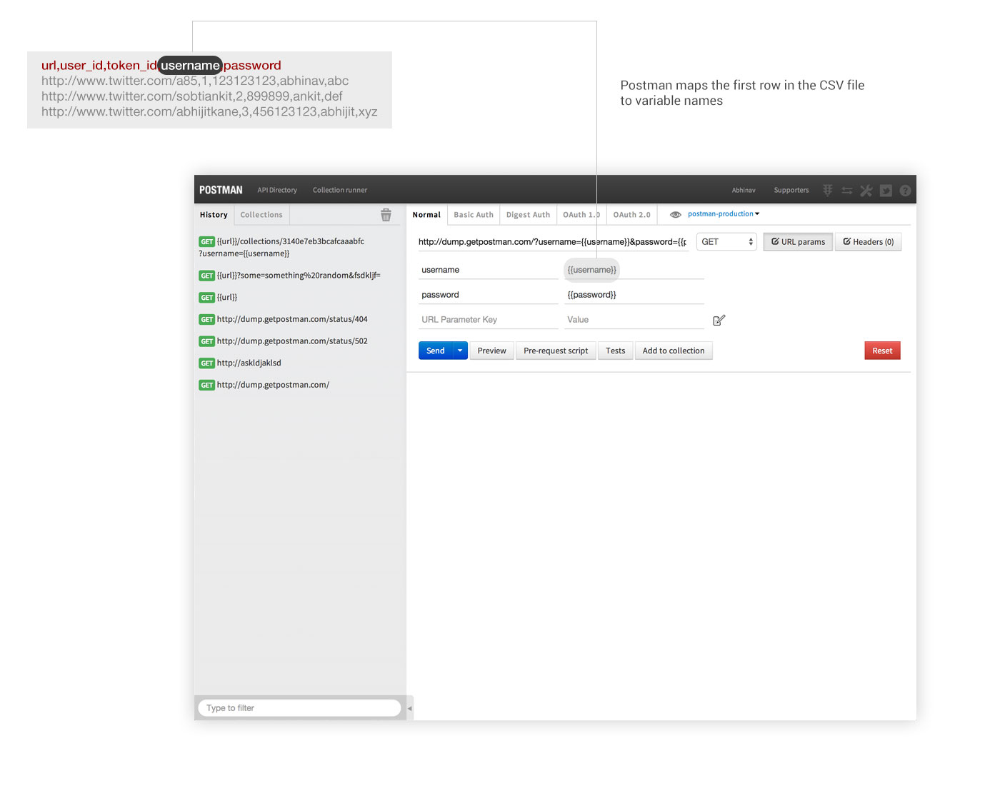 url,user_id,token_id,username,password
http://www.twitter.com/a85,1,123123123,abhinav,abc
http://www.twitter.com/sobtiankit,2,899899,ankit,def
http://www.twitter.com/abhijitkane,3,456123123,abhijit,xyz
Postman maps the first row in the CSV file
to variable names
POSTMAN API Directory Collection runner Abhinav Supporters
History Collections
GET {{url}}/collections/3140e7eb3bcafcaaabfc
?username={{username}}
GET {{url}}?some=something%20random&fsdkljf=
GET {{url}}
GET http://dump.getpostman.com/status/404
GET http://dump.getpostman.com/status/502
GET http://askldjaklsd
GET http://dump.getpostman.com/
Type to filter
Normal Basic Auth Digest Auth OAuth 1.0 OAuth 2.0 postman-production
http://dump.getpostman.com/?username={{username}}&password={{p GET URL params Headers (0)
username {{username}}
password {{password}}
URL Parameter Key Value
Send Preview Pre-request script Tests Add to collection Reset